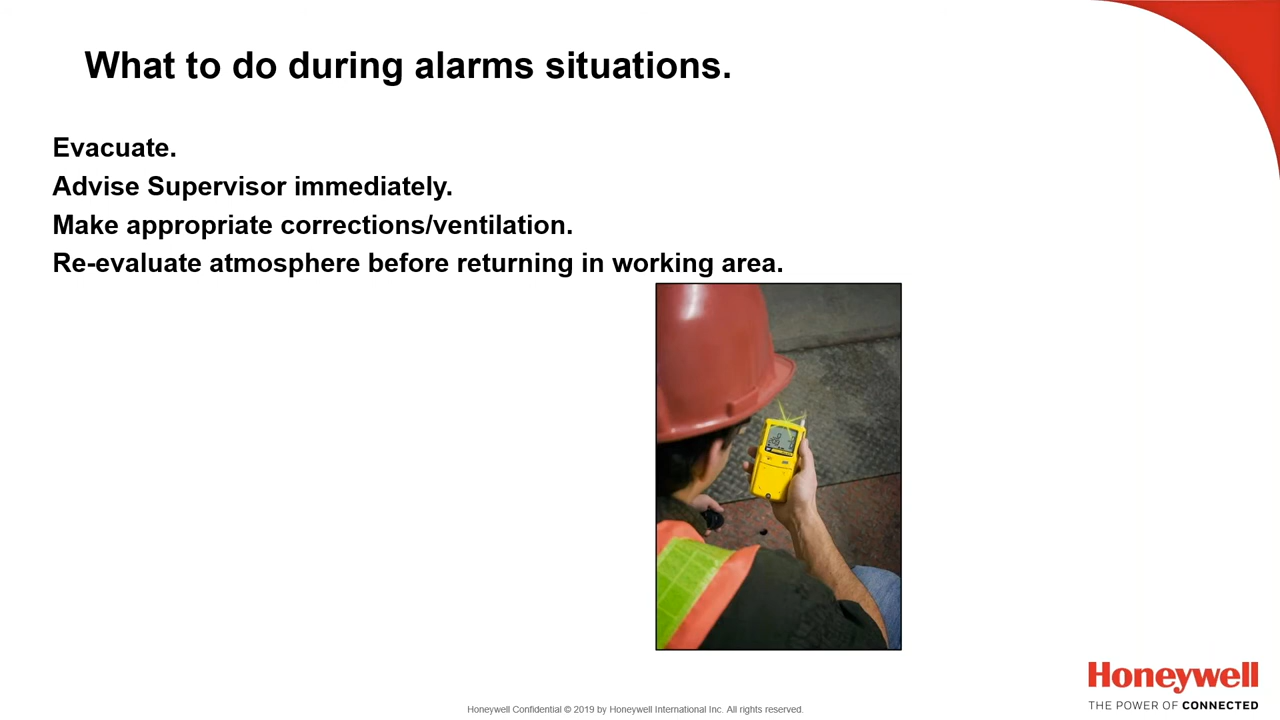 What to do during alarms situations.
Evacuate.
Advise Supervisor immediately.
Make appropriate corrections/ventilation.
Re-evaluate atmosphere before returning in working area.
Honeywell
THE POWER OF CONNECTED
Honeywell Confidential © 2019 by Honeywell International Inc. All rights reserved.